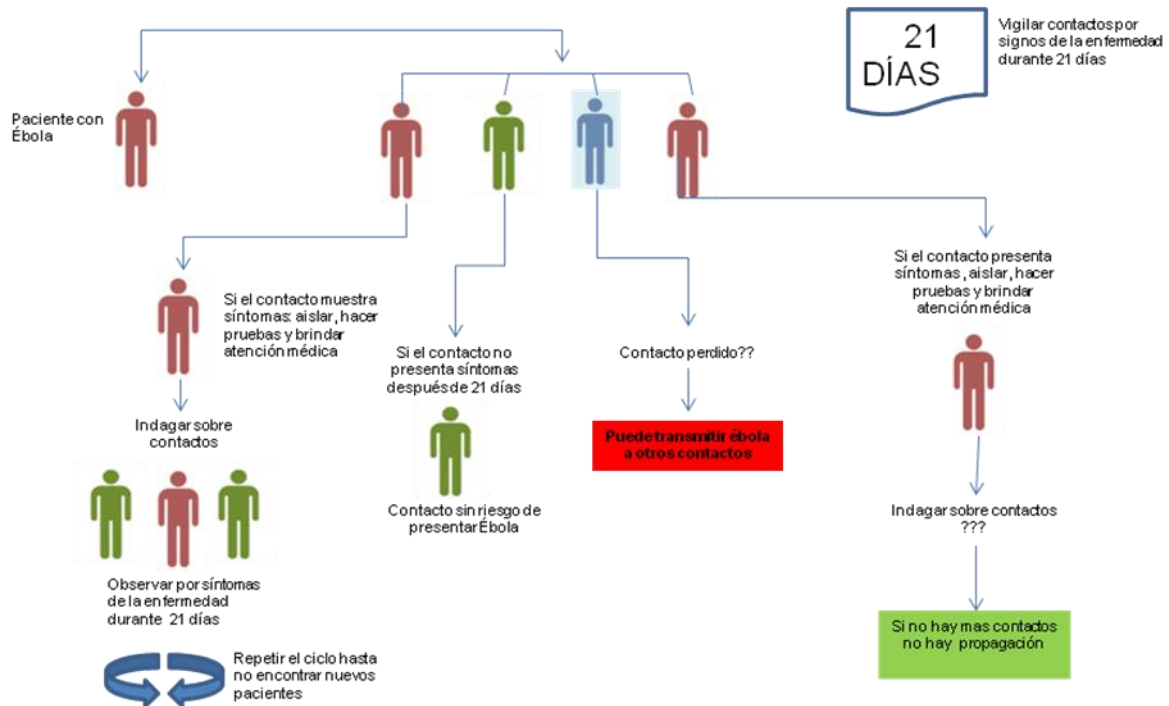 21
DÍAS
Vigilar contactos por
signos de la enfermedad
durante 21 días
Paciente con
Ébola
Si el contacto muestra
síntomas: aislar, hacer
pruebas y brindar
atención médica
Indagar sobre
contactos
Observar por síntomas
de la enfermedad
durante 21 días
Repetir el ciclo hasta
no encontrar nuevos
pacientes
Si el contacto no
presenta síntomas
después de 21 días
Contacto sin riesgo de
presentar Ébola
Contacto perdido??
Puede transmitir ébola
a otros contactos
Si el contacto presenta
síntomas , aislar, hacer
pruebas y brindar
atención médica
Indagar sobre contactos
???
Si no hay mas contactos
no hay propagación